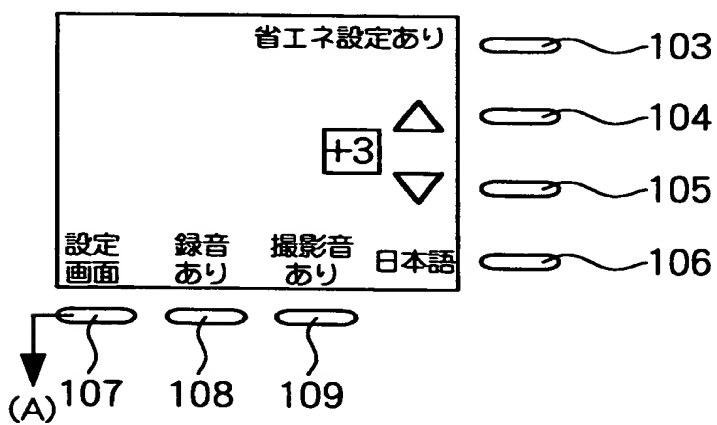 省エネ設定あり
103
△
104
+3
▽
105
設定 録音 撮影音
画面 あり あり 日本語
106
107 108 109
(A)